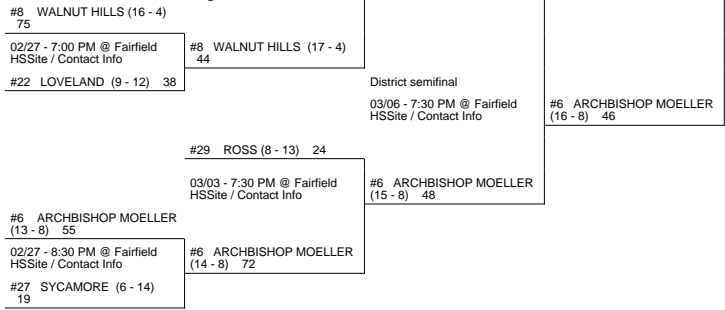 #8 WALNUT HILLS (16 - 4)
75
02/27 - 7:00 PM @ Fairfield
HSSite / Contact Info
#8 WALNUT HILLS (17 - 4)
44
#22 LOVELAND (9 - 12) 38
District semifinal
03/06 - 7:30 PM @ Fairfield
HSSite / Contact Info
#6 ARCHBISHOP MOELLER
(16 - 8) 46
#29 ROSS (8 - 13) 24
03/03 - 7:30 PM @ Fairfield
HSSite / Contact Info
#6 ARCHBISHOP MOELLER
(15 - 8) 48
#6 ARCHBISHOP MOELLER
(13 - 8) 55
02/27 - 8:30 PM @ Fairfield
HSSite / Contact Info
#6 ARCHBISHOP MOELLER
(14 - 8) 72
#27 SYCAMORE (6 - 14)
19